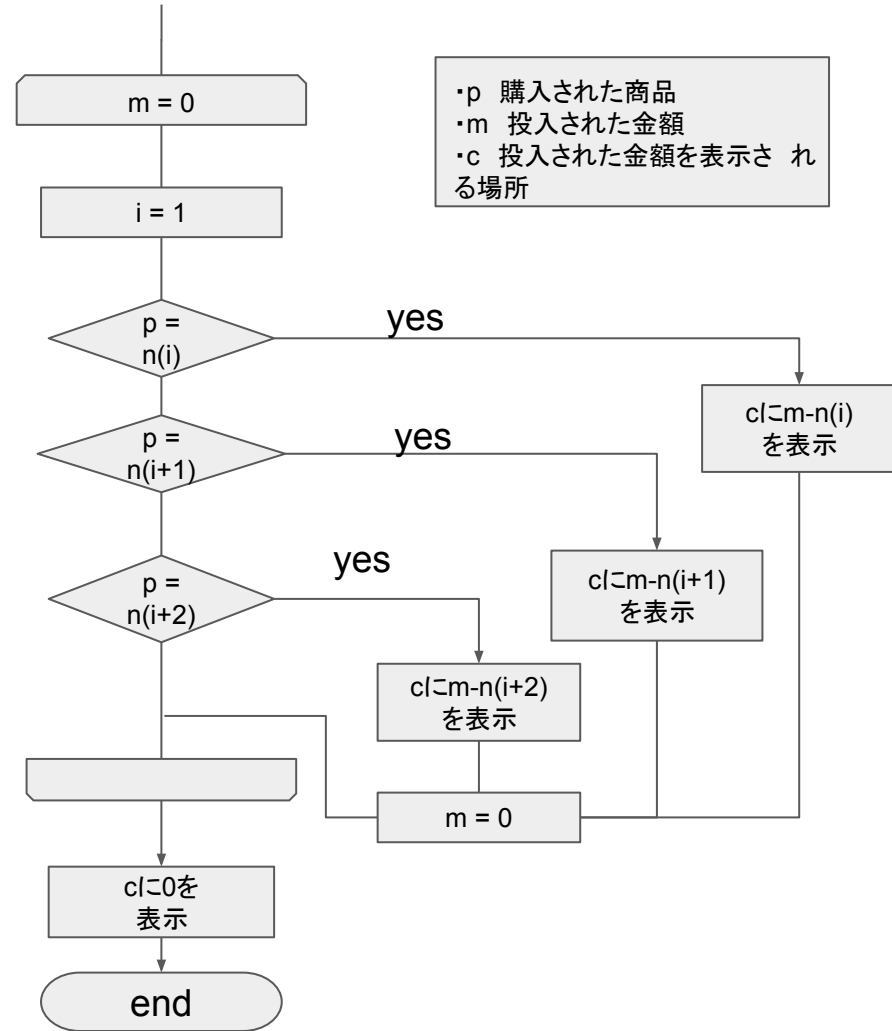 m = 0
・p 購入された商品
・m 投入された金額
・c 投入された金額を表示さ れ
る場所
i = 1
p =
n(i)
yes
cにm-n(i)
を表示
p =
n(i+1)
yes
cにm-n(i+1)
を表示
p =
n(i+2)
yes
cにm-n(i+2)
を表示
m = 0
cに0を
表示
end